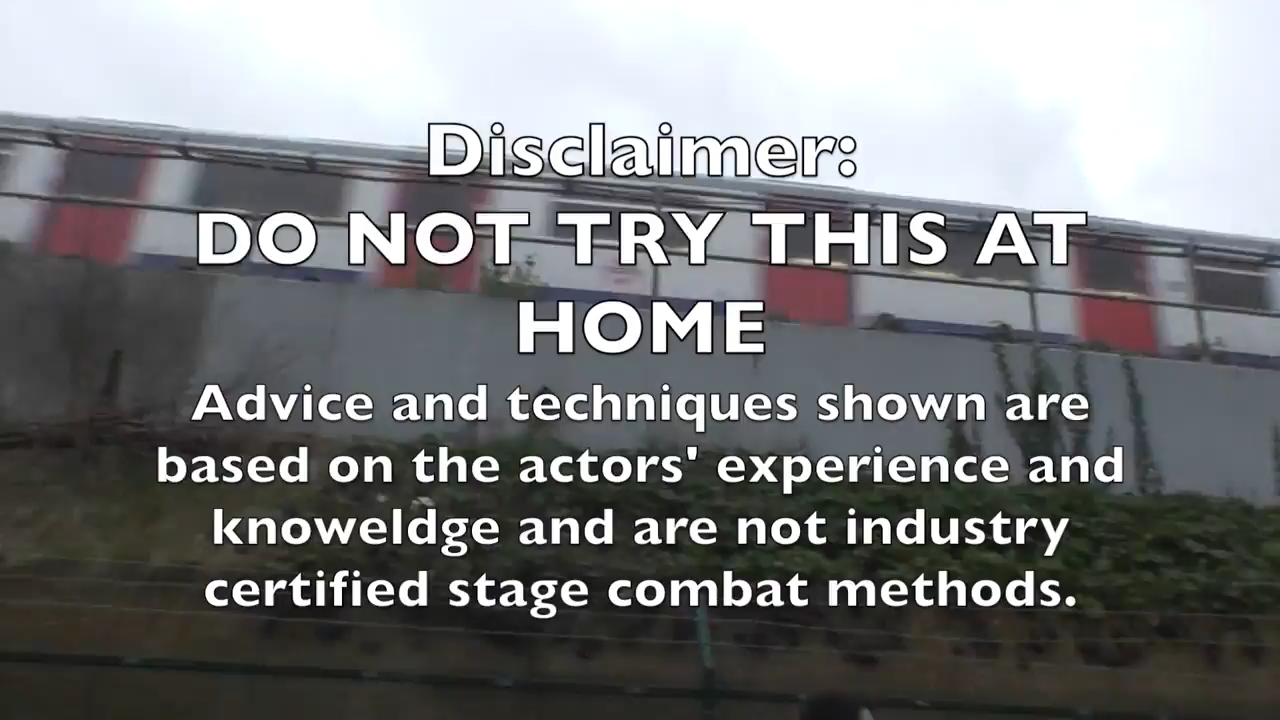 Disclaimer:
DO NOT TRY THIS AT
HOME
Advice and techniques shown are
based on the actors' experience and
knoweldge and are not industry
certified stage combat methods.